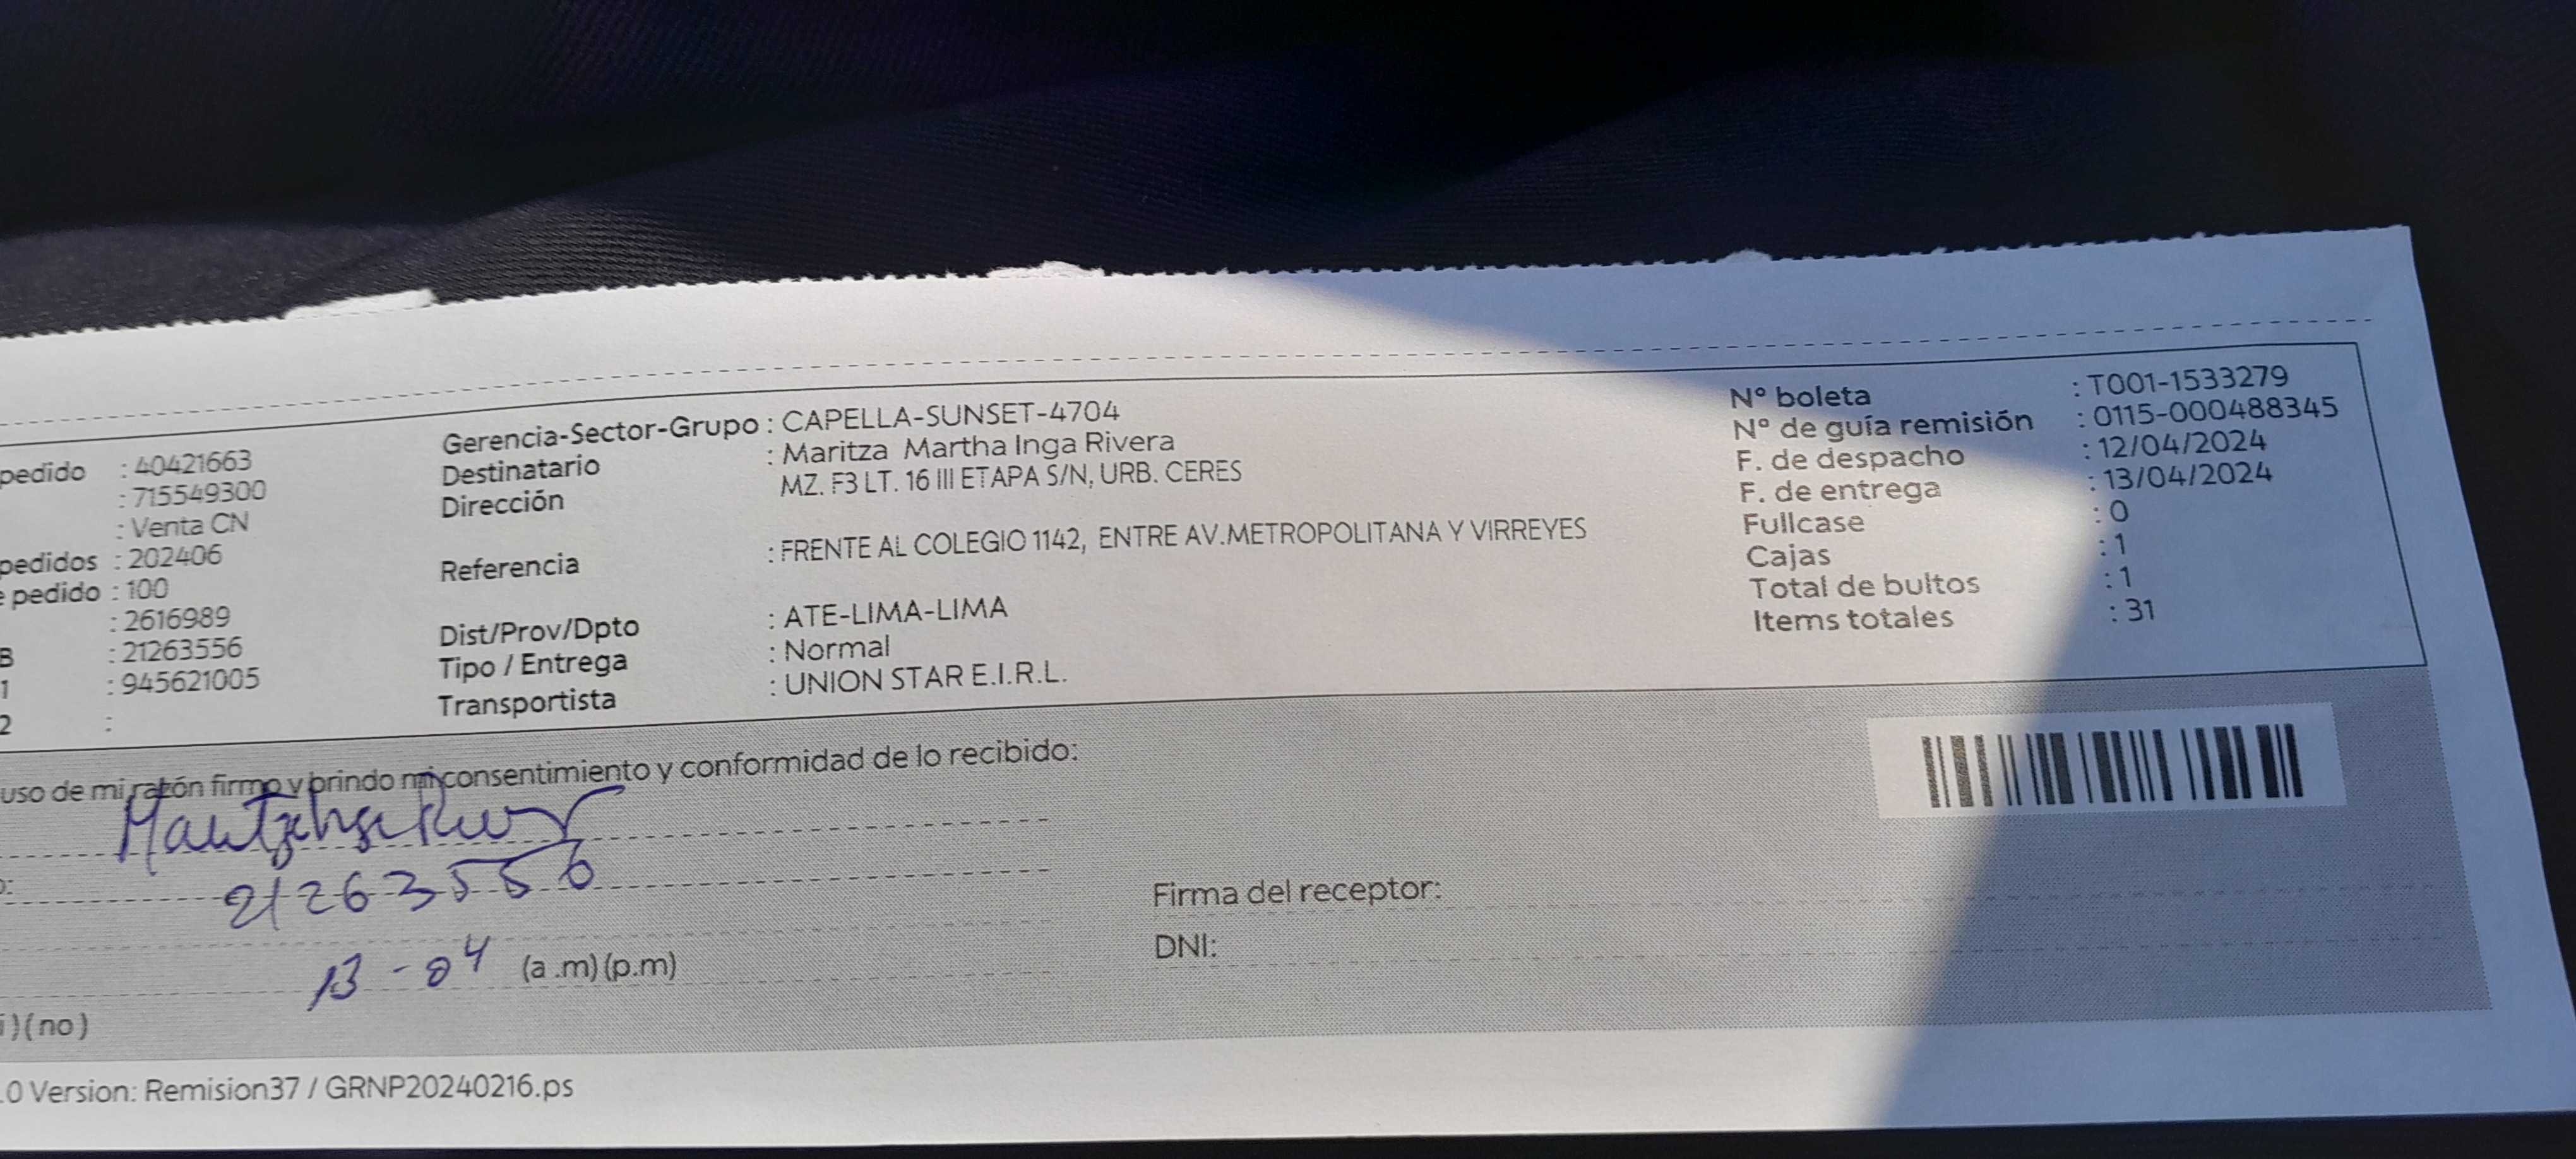 pedido : 40421663
: 715549300
: Venta CN
pedidos : 202406
e pedido : 100
: 2616989
B : 21263556
1 : 945621005
2 :
Gerencia-Sector-Grupo : CAPELLA-SUNSET-4704
Destinatario : Maritza Martha Inga Rivera
Dirección MZ. F3 LT. 16 III ETAPA S/N, URB. CERES
Referencia : FRENTE AL COLEGIO 1142, ENTRE AV.METROPOLITANA Y VIRREYES
Dist/Prov/Dpto : ATE-LIMA-LIMA
Tipo / Entrega : Normal
Transportista : UNION STAR E.I.R.L.
N° boleta : T001-1533279
N° de guía remisión : 0115-000488345
F. de despacho : 12/04/2024
F. de entrega : 13/04/2024
Fullcase : 0
Cajas : 1
Total de bultos : 1
Items totales : 31
uso de mi razón firmo y brindo mi consentimiento y conformidad de lo recibido:
o:
21263556
13-04 (a .m) (p.m)
i ) ( no )
Firma del receptor:
DNI:
.0 Version: Remision37 / GRNP20240216.ps